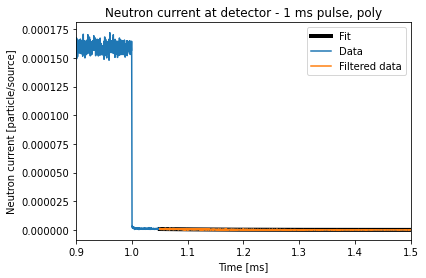 Neutron current at detector - 1 ms pulse, poly
Neutron current [particle/source]
0.000175
0.000150
0.000125
0.000100
0.000075
0.000050
0.000025
0.000000
Fit
Data
Filtered data
0.9
1.0
1.1
1.2
1.3
1.4
1.5
Time [ms]